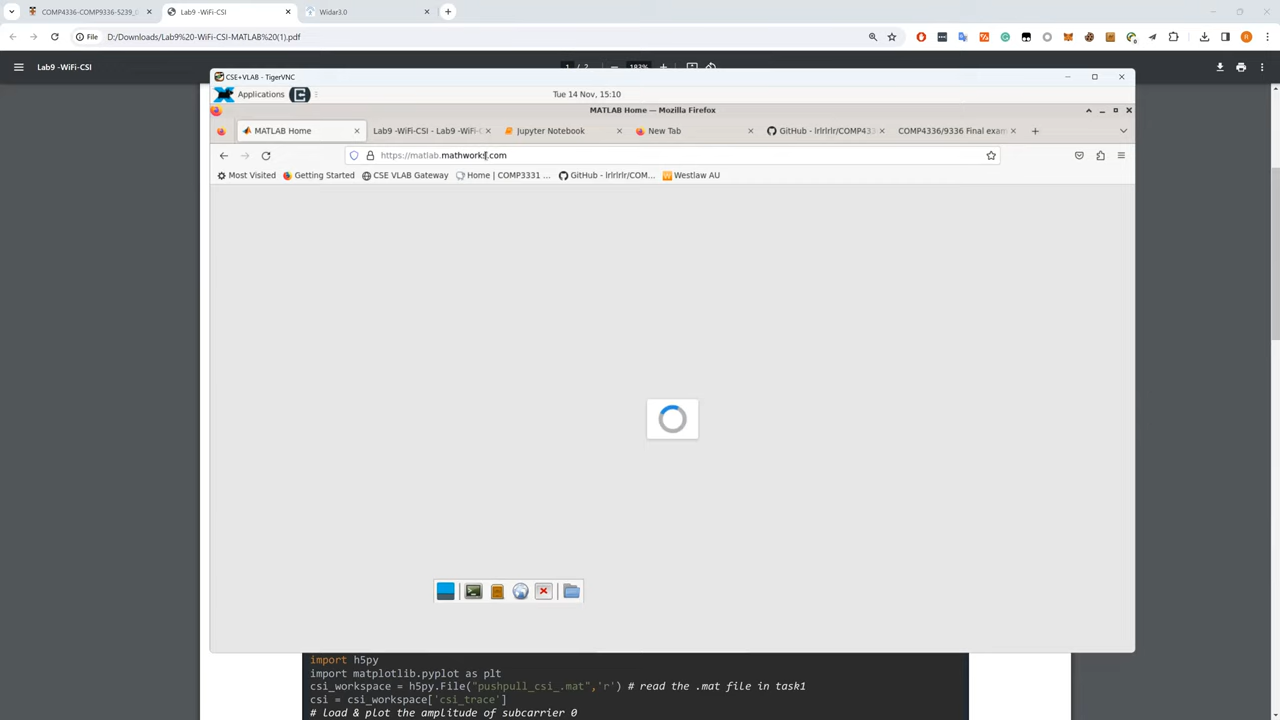 COMP4336-COMP9336-5239_0
Lab9 -WiFi-CSI
Widar3.0
File
D:/Downloads/Lab9%20-WiFi-CSI-MATLAB%20(1).pdf
Lab9 -WiFi-CSI
1 / 2
183%
CSE+VLAB - TigerVNC
Applications
Tue 14 Nov, 15:10
MATLAB Home — Mozilla Firefox
MATLAB Home
Lab9 -WiFi-CSi - Lab9 -WiFi-C
Jupyter Notebook
New Tab
GitHub - lrlrlrlr/COMP433
COMP4336/9336 Final exam
https://matlab.mathworks.com
Most Visited
Getting Started
CSE VLAB Gateway
Home | COMP3331 ...
GitHub - lrlrlrlr/COM...
Westlaw AU
import h5py
import matplotlib.pyplot as plt
csi_workspace = h5py.File("pushpull_csi_.mat",'r') # read the .mat file in task1
csi = csi_workspace['csi_trace']
# load & plot the amplitude of subcarrier 0